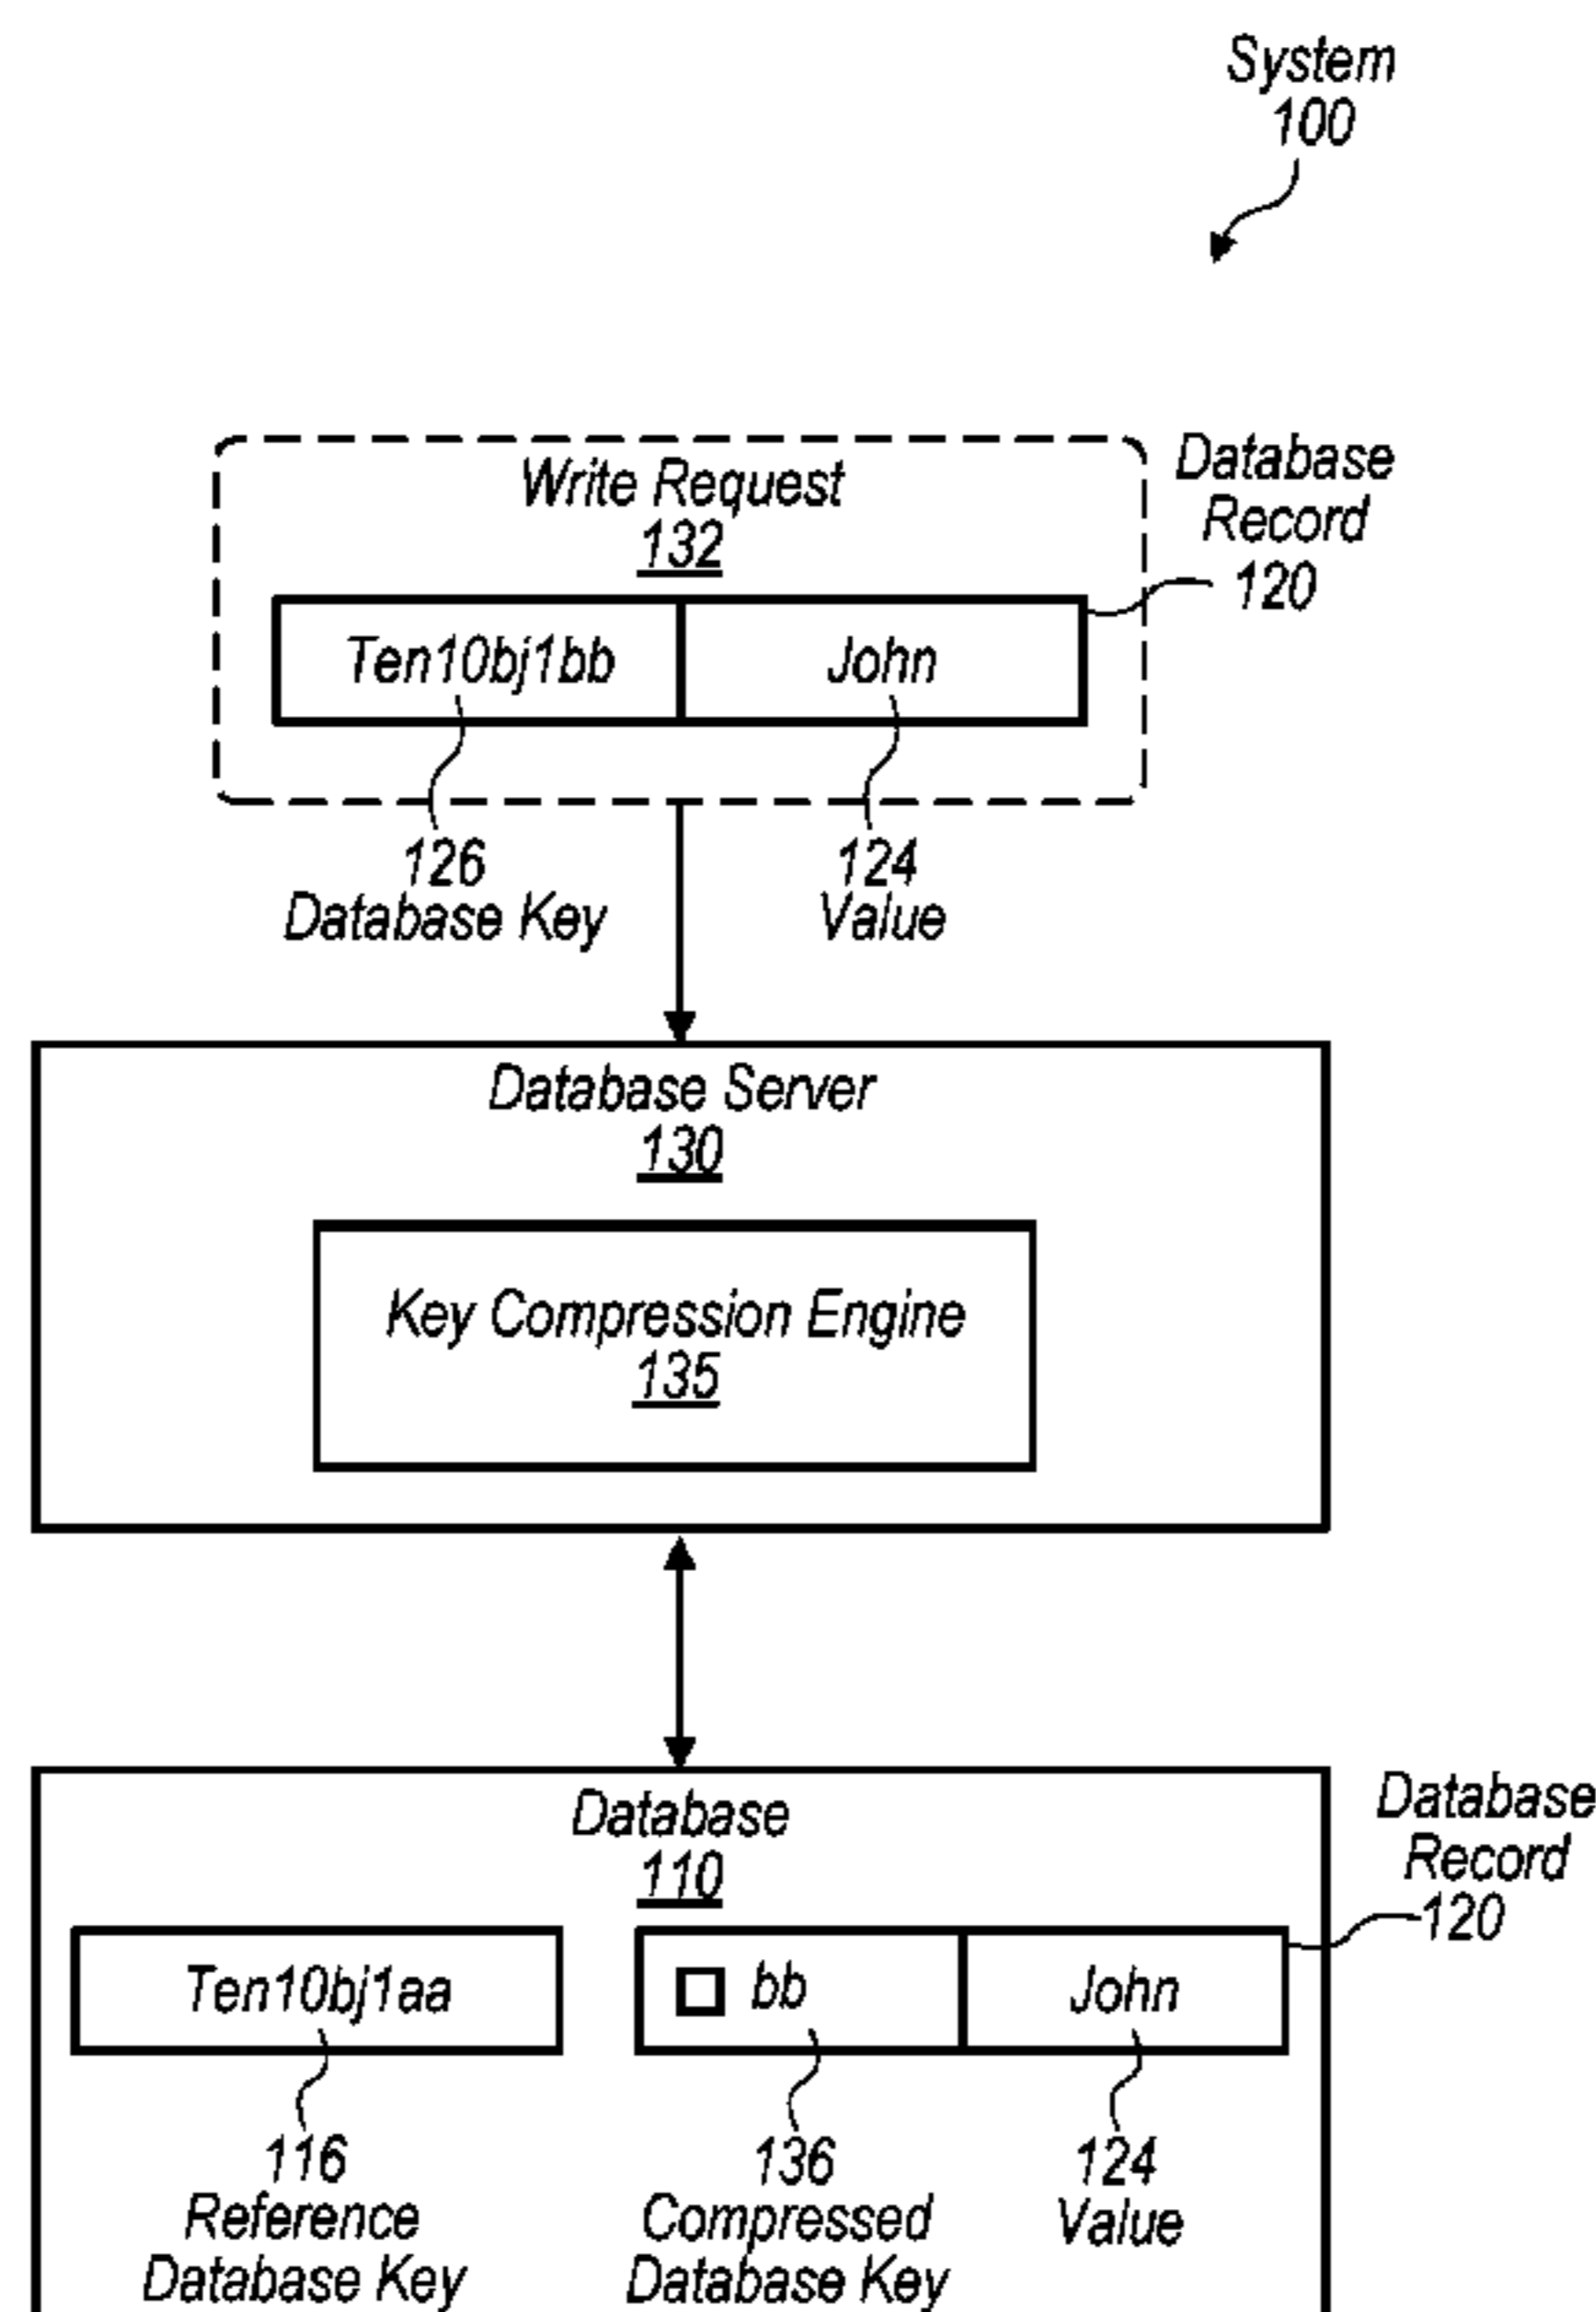 System
100
Write Request
132
Database
Record
120
Ten10bj1bb
John
126
Database Key
124
Value
Database Server
130
Key Compression Engine
135
Database
110
Database
Record
120
Ten10bj1aa
bb
John
116
Reference
Database Key
136
Compressed
Database Key
124
Value